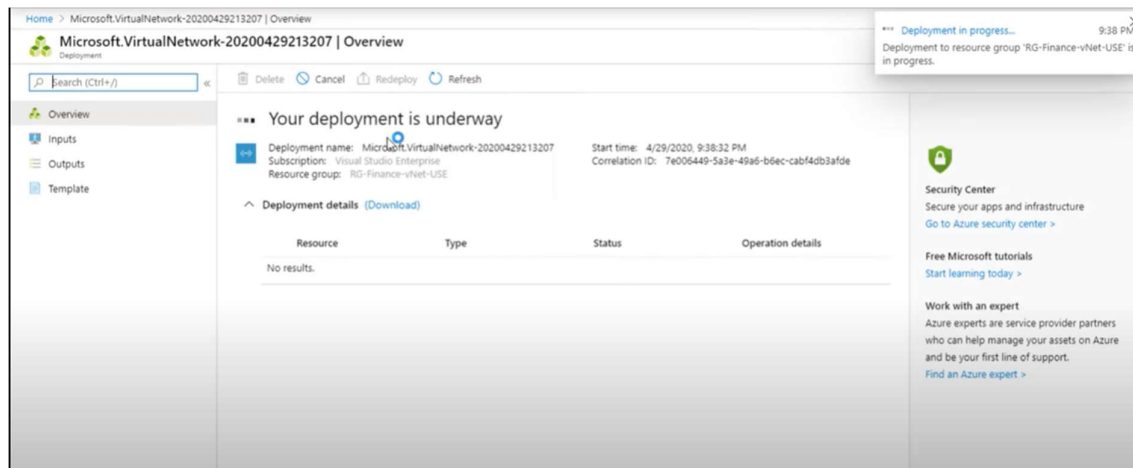 Home > Microsoft.VirtualNetwork-20200429213207 | Overview
Microsoft.VirtualNetwork-20200429213207 | Overview
Deployment
Deployment in progress... 9:38 PM
Deployment to resource group 'RG-Finance-vNet-USE' is
in progress.
Search (Ctrl+/) «
Delete Cancel Redeploy Refresh
Overview
Inputs
Outputs
Template
Your deployment is underway
Deployment name: Microsoft.VirtualNetwork-20200429213207
Subscription: Visual Studio Enterprise
Resource group: RG-Finance-vNet-USE
Start time: 4/29/2020, 9:38:32 PM
Correlation ID: 7e006449-5a3e-49a6-b6ec-cabf4db3afde
Deployment details (Download)
Resource Type Status Operation details
No results.
Security Center
Secure your apps and infrastructure
Go to Azure security center >
Free Microsoft tutorials
Start learning today >
Work with an expert
Azure experts are service provider partners
who can help manage your assets on Azure
and be your first line of support.
Find an Azure expert >